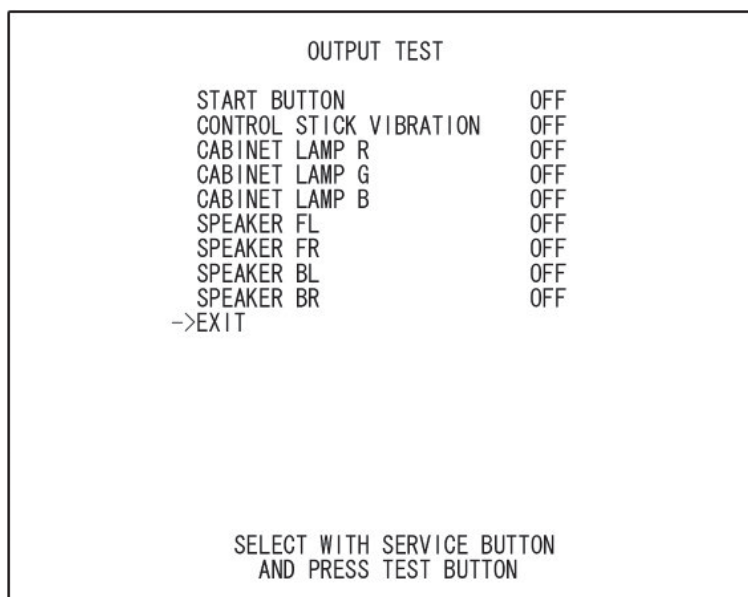 OUTPUT TEST
START BUTTON OFF
CONTROL STICK VIBRATION OFF
CABINET LAMP R OFF
CABINET LAMP G OFF
CABINET LAMP B OFF
SPEAKER FL OFF
SPEAKER FR OFF
SPEAKER BL OFF
SPEAKER BR OFF
->EXIT
SELECT WITH SERVICE BUTTON
AND PRESS TEST BUTTON